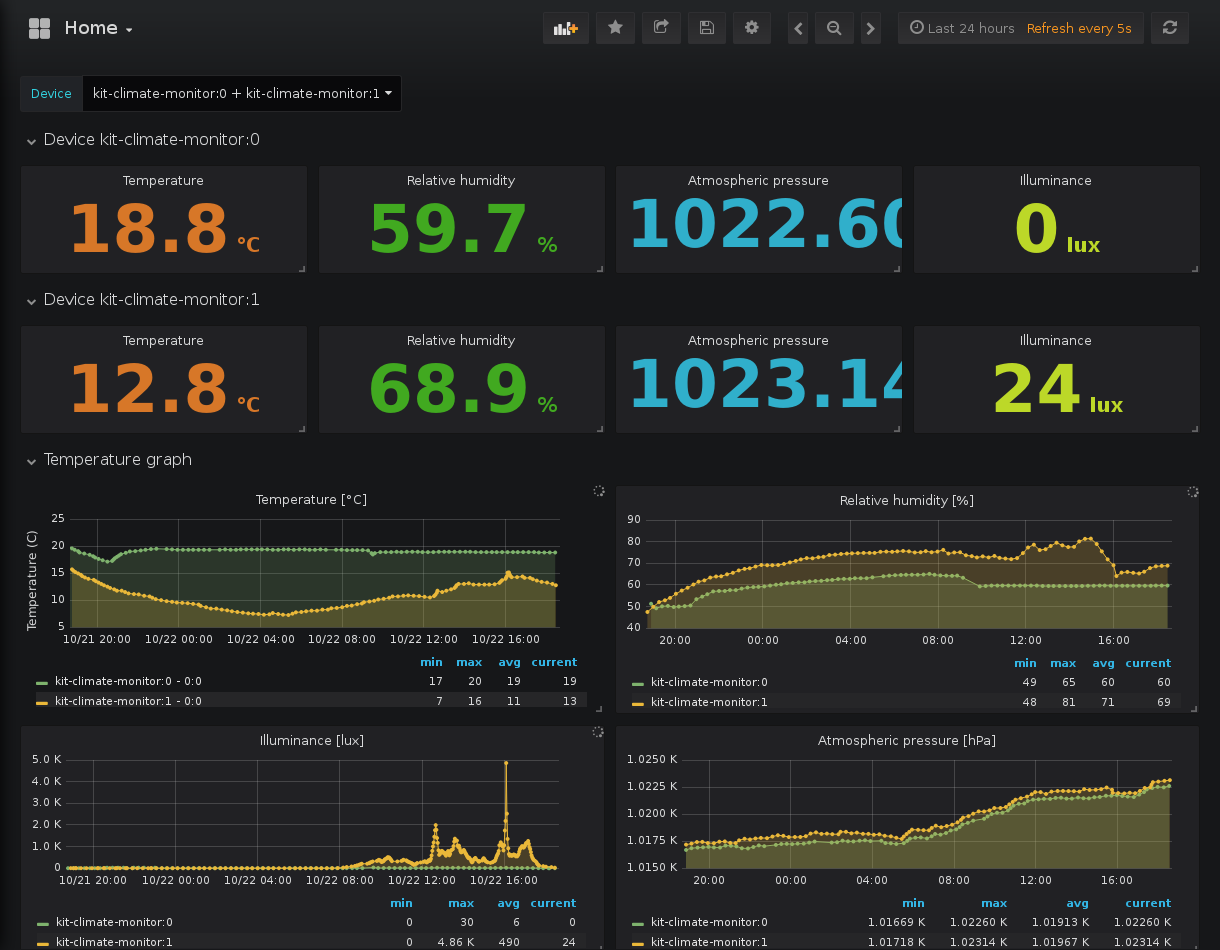 Home
Last 24 hours Refresh every 5s
Device kit-climate-monitor:0 + kit-climate-monitor:1
Device kit-climate-monitor:0
Temperature Relative humidity Atmospheric pressure Illuminance
18.8 °C 59.7 % 1022.60 0 lux
Device kit-climate-monitor:1
Temperature Relative humidity Atmospheric pressure Illuminance
12.8 °C 68.9 % 1023.14 24 lux
Temperature graph
Temperature [°C]
Temperature (C)
25
20
15
10
5
10/21 20:00 10/22 00:00 10/22 04:00 10/22 08:00 10/22 12:00 10/22 16:00
min max avg current
kit-climate-monitor:0 - 0:0 17 20 19 19
kit-climate-monitor:1 - 0:0 7 16 11 13
Relative humidity [%]
90
80
70
60
50
40
20:00 00:00 04:00 08:00 12:00 16:00
min max avg current
kit-climate-monitor:0 49 65 60 60
kit-climate-monitor:1 48 81 71 69
Illuminance [lux]
5.0 K
4.0 K
3.0 K
2.0 K
1.0 K
0
10/21 20:00 10/22 00:00 10/22 04:00 10/22 08:00 10/22 12:00 10/22 16:00
min max avg current
kit-climate-monitor:0 0 30 6 0
kit-climate-monitor:1 0 4.86 K 490 24
Atmospheric pressure [hPa]
1.0250 K
1.0225 K
1.0200 K
1.0175 K
1.0150 K
20:00 00:00 04:00 08:00 12:00 16:00
min max avg current
kit-climate-monitor:0 1.01669 K 1.02260 K 1.01913 K 1.02260 K
kit-climate-monitor:1 1.01718 K 1.02314 K 1.01967 K 1.02314 K